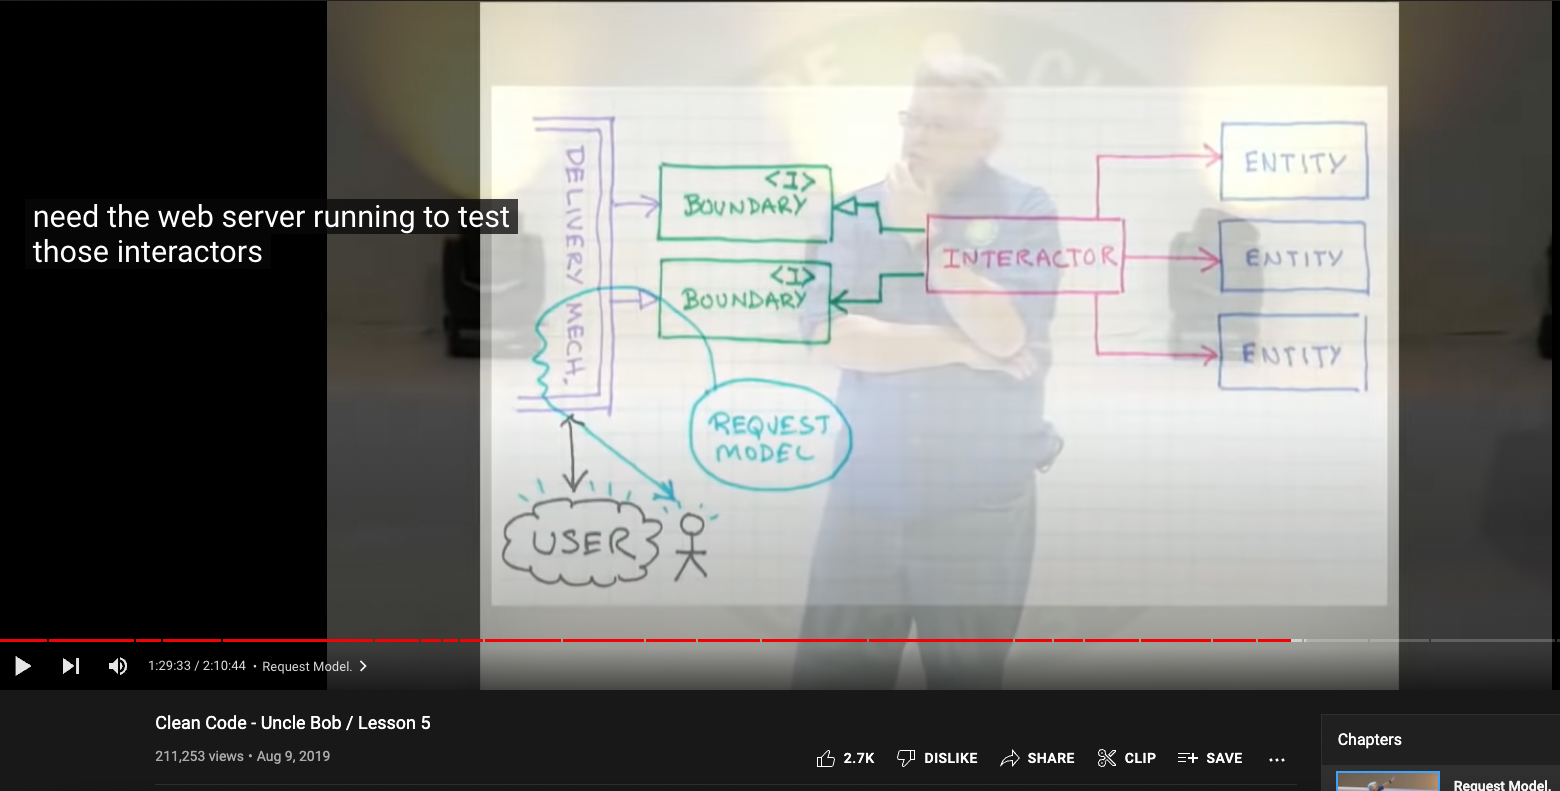 DE
C
need the web server running to test
those interactors
DELIVERY MECH.
<I>
BOUNDARY
<I>
BOUNDARY
INTERACTOR
ENTITY
ENTITY
ENTITY
REQUEST
MODEL
USER
1:29:33 / 2:10:44 • Request Model.
Clean Code - Uncle Bob / Lesson 5
211,253 views • Aug 9, 2019
2.7K
DISLIKE
SHARE
CLIP
SAVE
Chapters
Request Model.